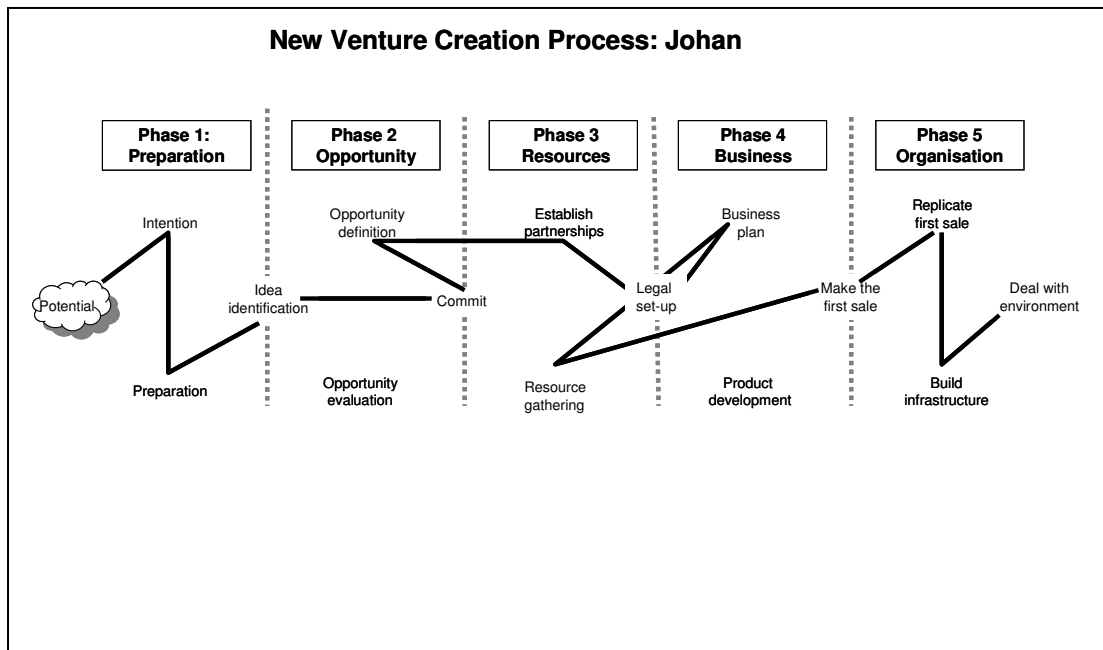 New Venture Creation Process: Johan
Phase 1:
Preparation
Phase 2
Opportunity
Phase 3
Resources
Phase 4
Business
Phase 5
Organisation
Intention
Opportunity
definition
Establish
partnerships
Business
plan
Replicate
first sale
Potential
Idea
identification
Commit
Legal
set-up
Make the
first sale
Deal with
environment
Preparation
Opportunity
evaluation
Resource
gathering
Product
development
Build
infrastructure